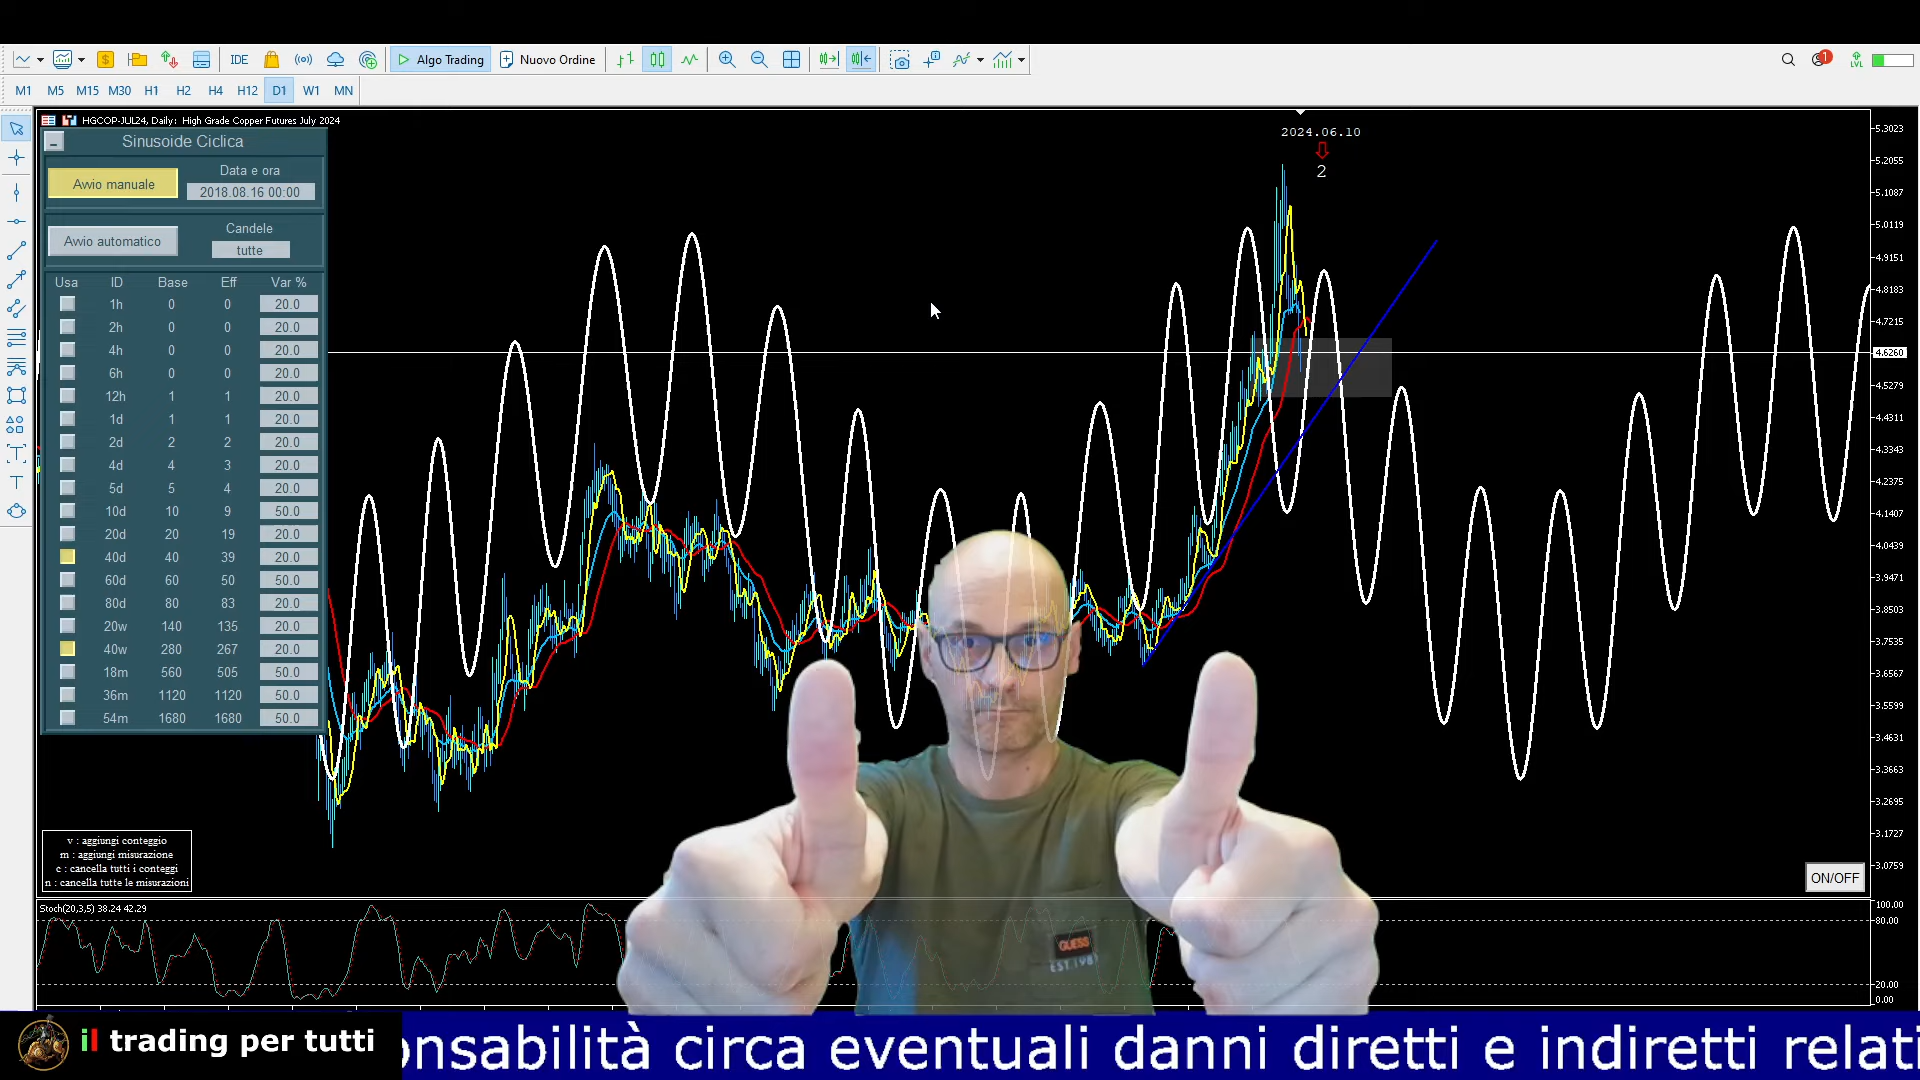 IDE
Algo Trading
Nuovo Ordine
1
LVL
M1 M5 M15 M30 H1 H2 H4 H12 D1 W1 MN
HGCOP-JUL24, Daily: High Grade Copper Futures July 2024
Sinusoide Ciclica
Avvio manuale
Data e ora
2018.08.16 00:00
Avvio automatico
Candele
tutte
Usa ID Base Eff Var %
1h 0 0 20.0
2h 0 0 20.0
4h 0 0 20.0
6h 0 0 20.0
12h 1 1 20.0
1d 1 1 20.0
2d 2 2 20.0
4d 4 3 20.0
5d 5 4 20.0
10d 10 9 50.0
20d 20 19 20.0
40d 40 39 20.0
60d 60 50 50.0
80d 80 83 20.0
20w 140 135 20.0
40w 280 267 20.0
18m 560 505 50.0
36m 1120 1120 50.0
54m 1680 1680 50.0
2024.06.10
2
5.3023
5.2055
5.1087
5.0119
4.9151
4.8183
4.7215
4.6260
4.5279
4.4311
4.3343
4.2375
4.1407
4.0439
3.9471
3.8503
3.7535
3.6567
3.5599
3.4631
3.3663
3.2695
3.1727
3.0759
v : aggiungi conteggio
m : aggiungi misurazione
c : cancella tutti i conteggi
n : cancella tutte le misurazioni
ON/OFF
Stoch(20,3,5) 38.24 42.29
100.00
80.00
20.00
0.00
GUESS
EST.198
il trading per tutti
onsabilità circa eventuali danni diretti e indiretti relati